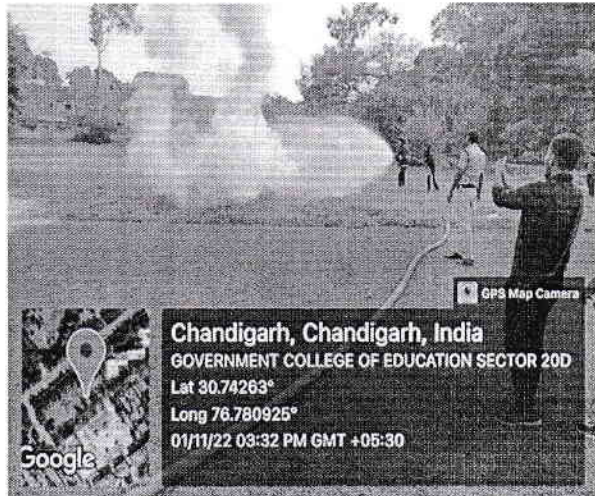 GPS Map Camera
Chandigarh, Chandigarh, India
GOVERNMENT COLLEGE OF EDUCATION SECTOR 20D
Lat 30.74263°
Long 76.780925°
01/11/22 03:32 PM GMT +05:30
Google